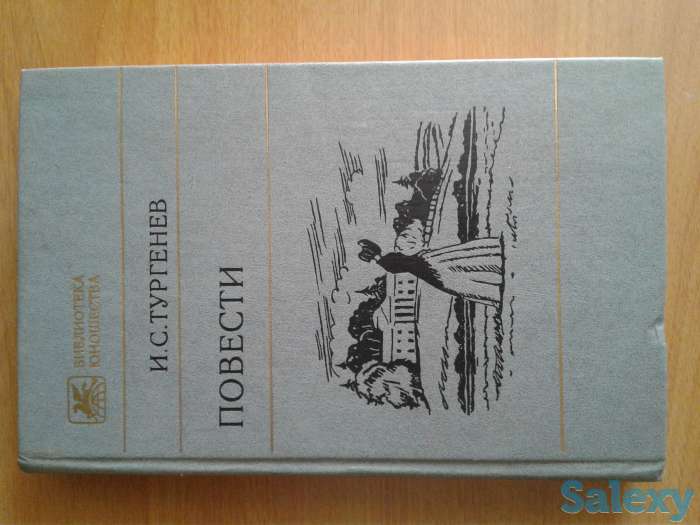 БИБЛИОТЕКА
ЮНОШЕСТВА
И.С.ТУРГЕНЕВ
ПОВЕСТИ
Salexy